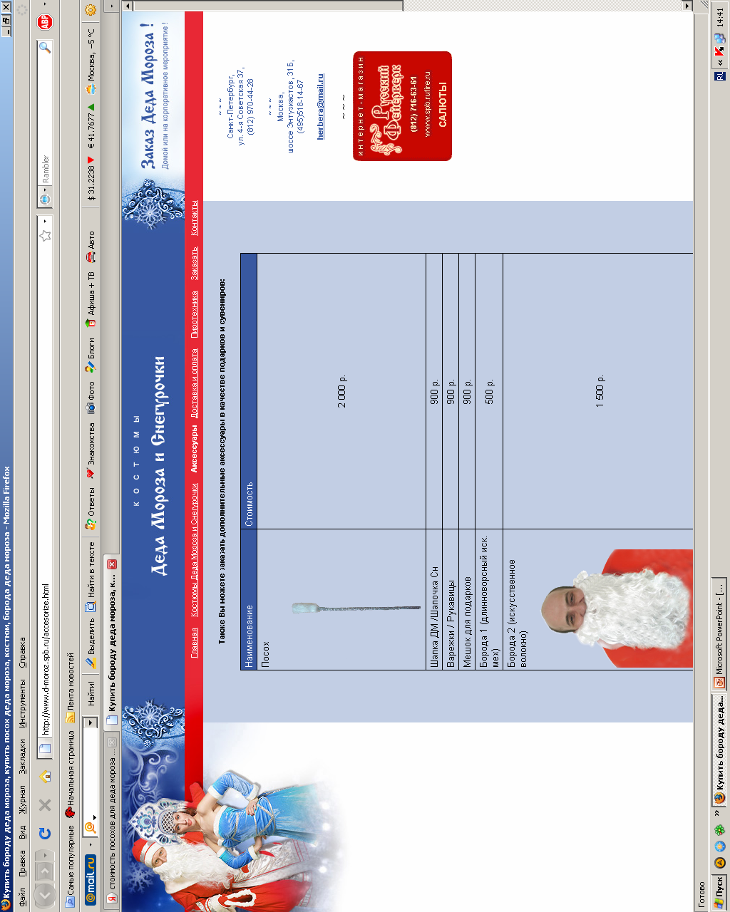 Купить бороду деда мороза, купить посох деда мороза, костюм, борода деда мороза - Mozilla Firefox
Файл Правка Вид Журнал Закладки Инструменты Справка
http://www.d-moroz.spb.ru/accesories.html
Rambler
Самые популярные Начальная страница Лента новостей
@mail.ru Найти! Выделить Найти в тексте Ответы Знакомства Фото Блоги Афиша + ТВ Авто $ 31.2238 € 41.7677 Москва, -5 °C
стоимость посохов для деда мороза ...
Купить бороду деда мороза, к...
КОСТЮМЫ
Деда Мороза и Снегурочки
Заказ Деда Мороза !
Домой или на корпоративное мероприятие !
Главная Костюмы Деда Мороза и Снегурочки Аксессуары Доставка и оплата Пиротехника Заказать Контакты
Также Вы можете заказать дополнительные аксессуары в качестве подарков и сувениров:
Наименование Стоимость
Посох 2 000 р.
Шапка ДМ /Шапочка Сн 900 р.
Варежки / Рукавицы 900 р.
Мешок для подарков 900 р.
Борода 1 (длинноворсный иск. мех) 500 р.
Борода 2 (искусственное волокно) 1 500 р.
~ ~ ~
Санкт-Петербург,
ул. 4-я Советская 37,
(812) 970-44-28
~ ~ ~
Москва,
шоссе Энтузиастов, 31Б,
(495)518-14-87
herbera@mail.ru
~ ~ ~
интернет-магазин
Русский
Фейерверк
(812) 716-63-61
www.spb.rufire.ru
САЛЮТЫ
Готово
Пуск
Купить бороду деда...
Microsoft PowerPoint - [...
14:41